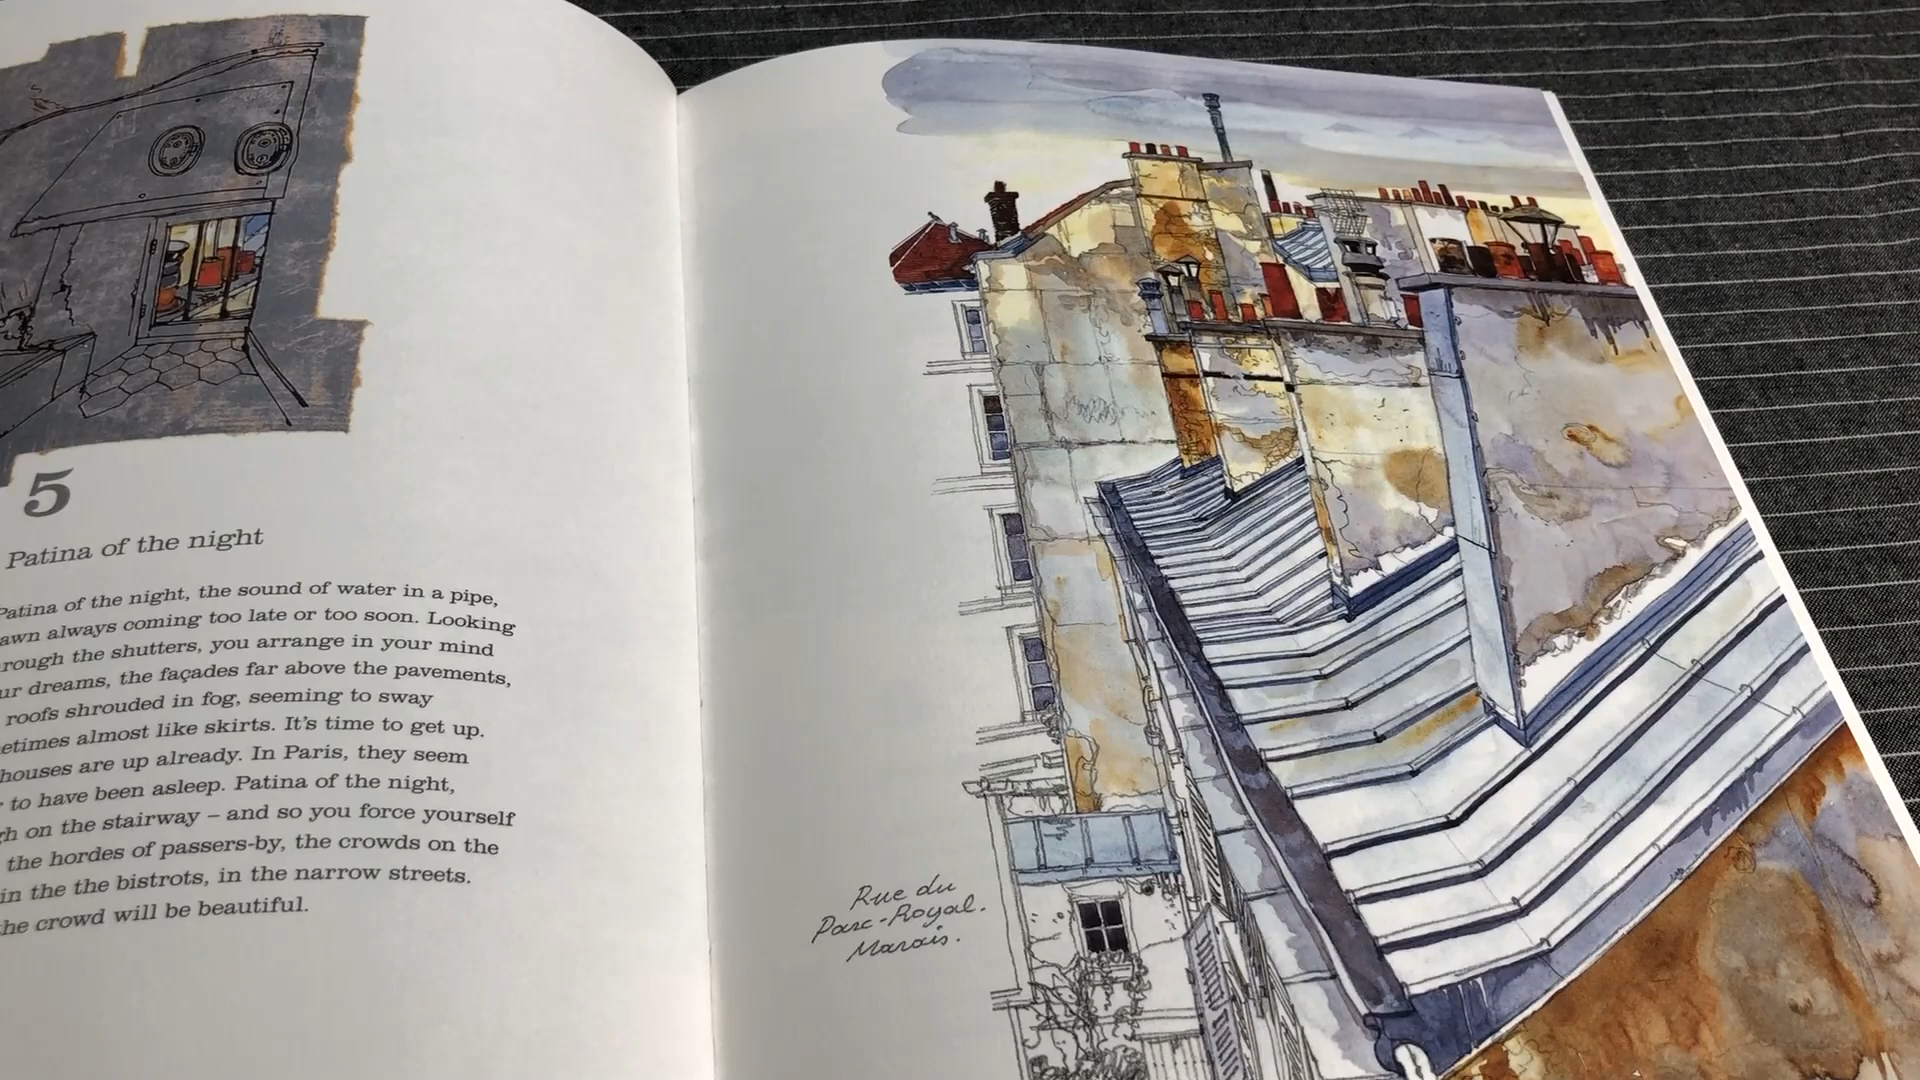 5
Patina of the night
Patina of the night, the sound of water in a pipe,
always coming too late or too soon. Looking
the shutters, you arrange in your mind
dreams, the façades far above the pavements,
roofs shrouded in fog, seeming to sway
almost like skirts. It's time to get up.
houses are up already. In Paris, they seem
to have been asleep. Patina of the night,
on the stairway – and so you force yourself
the hordes of passers-by, the crowds on the
in the the bistrots, in the narrow streets.
the crowd will be beautiful.
Rue du
Parc-Royal.
Marais.